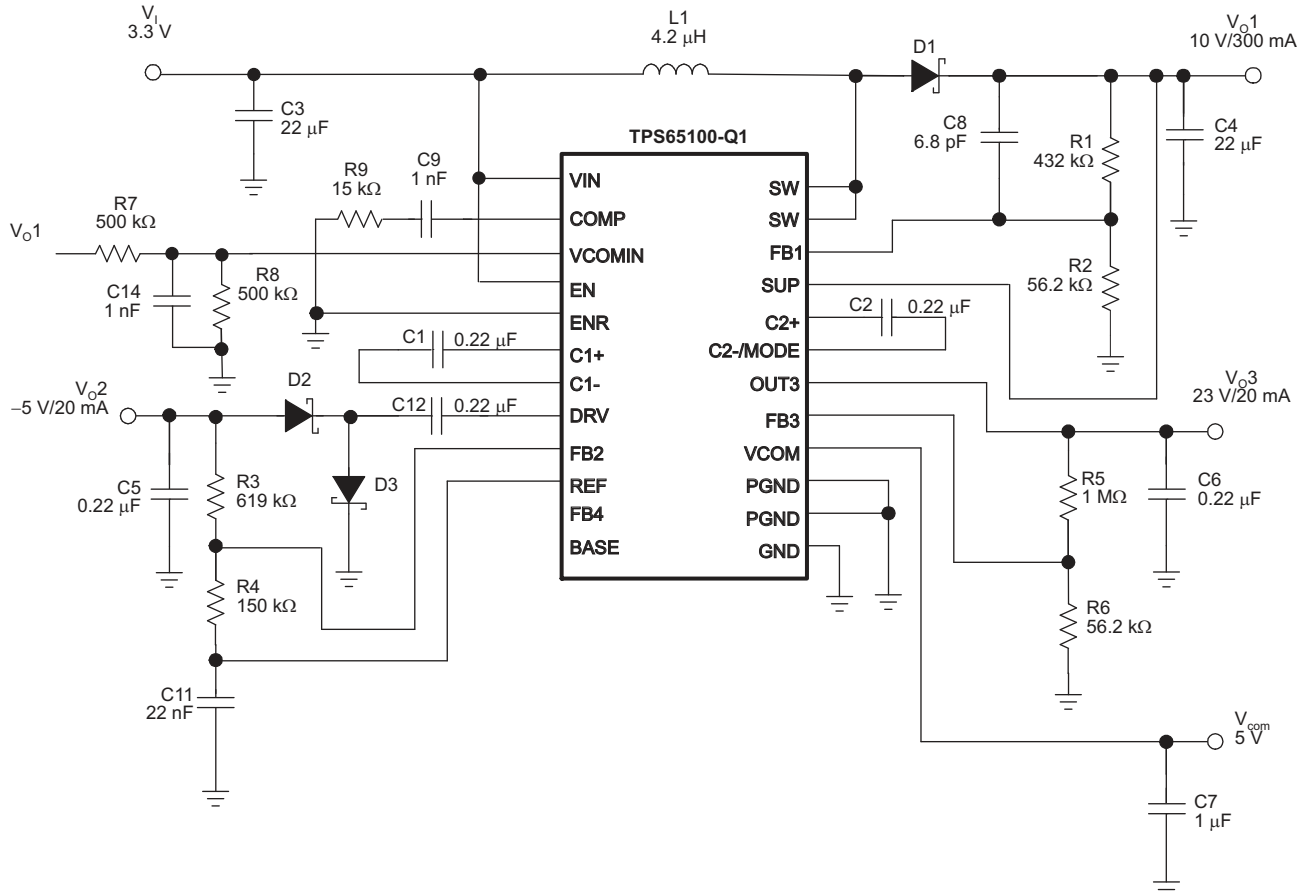 V_I
3.3 V
L1
4.2 μH
D1
V_O1
10 V/300 mA
C3
22 μF
C8
6.8 pF
R1
432 kΩ
C4
22 μF
TPS65100-Q1
R9
15 kΩ
C9
1 nF
R7
500 kΩ
V_O1
C14
1 nF
R8
500 kΩ
VIN
COMP
VCOMIN
EN
ENR
C1+
C1-
DRV
FB2
REF
FB4
BASE
SW
SW
FB1
SUP
C2+
C2-/MODE
OUT3
FB3
VCOM
PGND
PGND
GND
R2
56.2 kΩ
C2
0.22 μF
C1
0.22 μF
V_O2
–5 V/20 mA
D2
C12
0.22 μF
V_O3
23 V/20 mA
C5
0.22 μF
R3
619 kΩ
D3
R5
1 MΩ
C6
0.22 μF
R4
150 kΩ
R6
56.2 kΩ
C11
22 nF
V_com
5 V
C7
1 μF